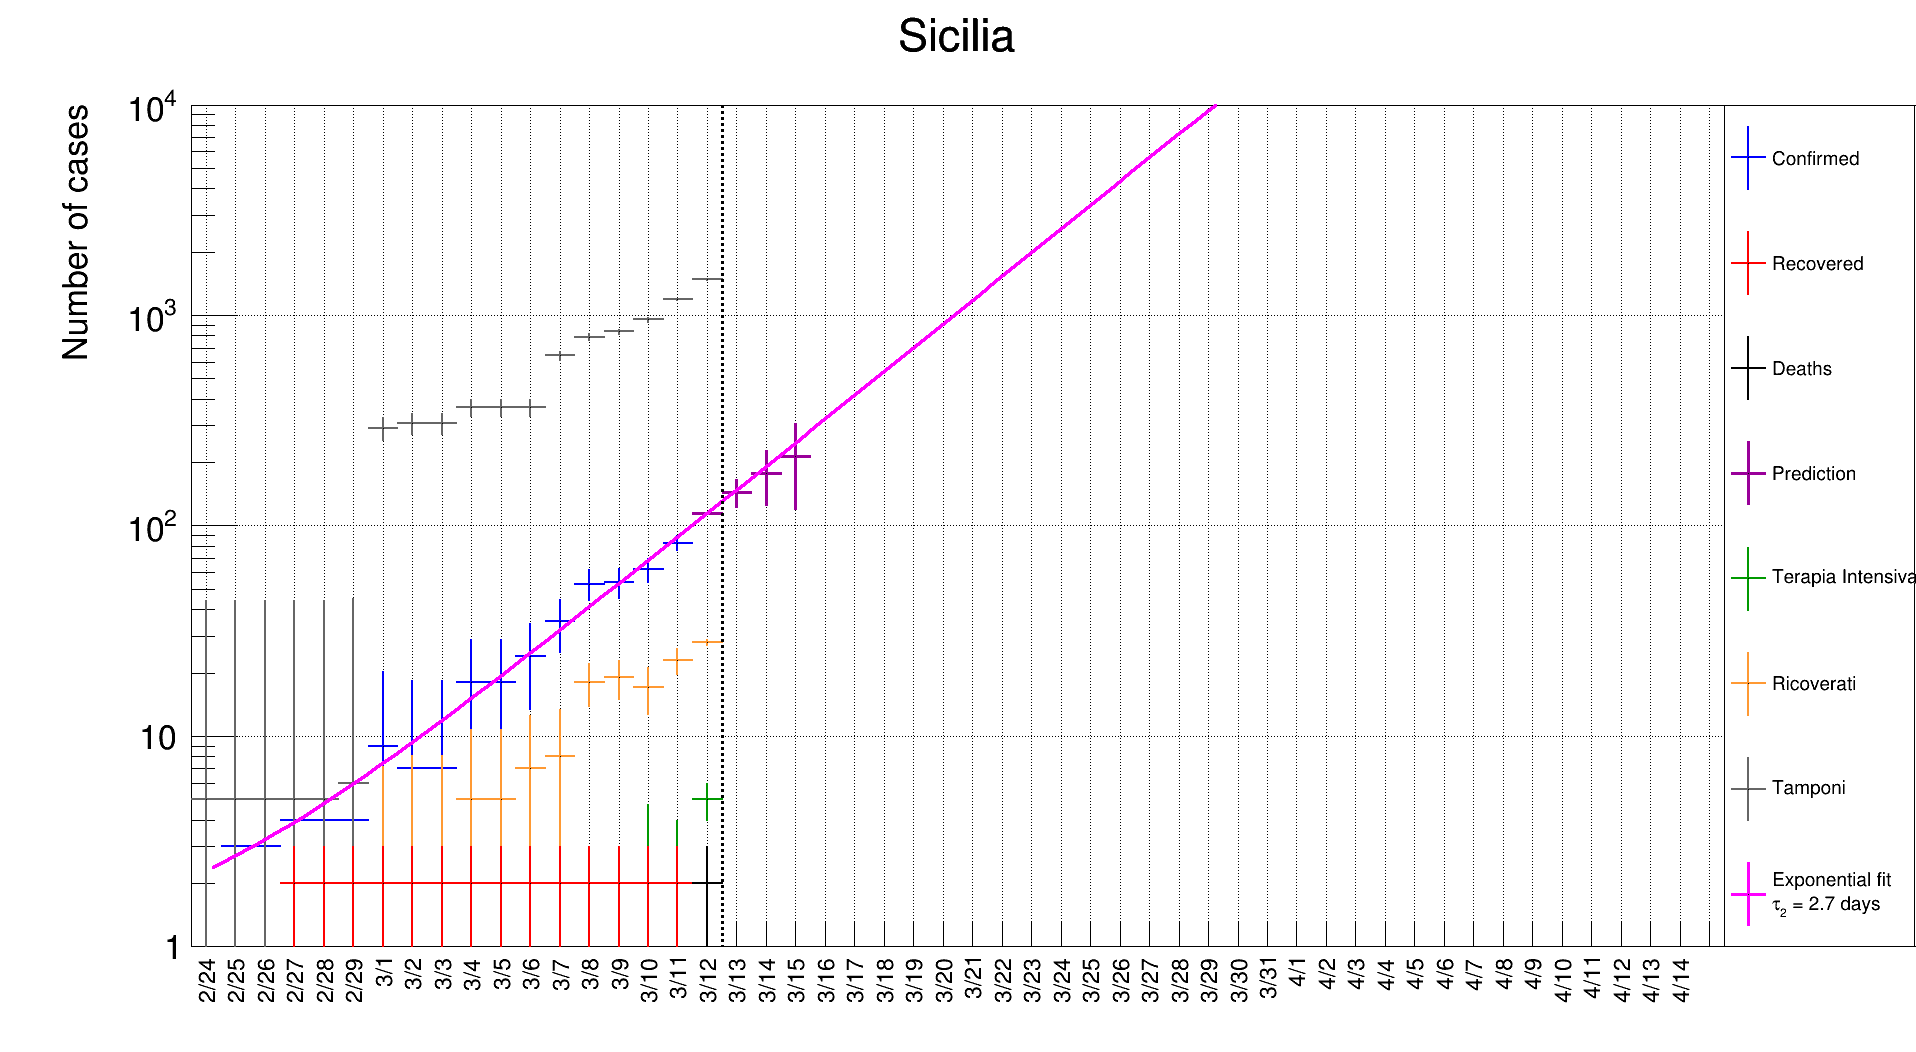 Sicilia
Number of cases
10^4
10^3
10^2
10
1
2/24 2/25 2/26 2/27 2/28 2/29 3/1 3/2 3/3 3/4 3/5 3/6 3/7 3/8 3/9 3/10 3/11 3/12 3/13 3/14 3/15 3/16 3/17 3/18 3/19 3/20 3/21 3/22 3/23 3/24 3/25 3/26 3/27 3/28 3/29 3/30 3/31 4/1 4/2 4/3 4/4 4/5 4/6 4/7 4/8 4/9 4/10 4/11 4/12 4/13 4/14
Confirmed
Recovered
Deaths
Prediction
Terapia Intensiva
Ricoverati
Tamponi
Exponential fit
τ₂ = 2.7 days